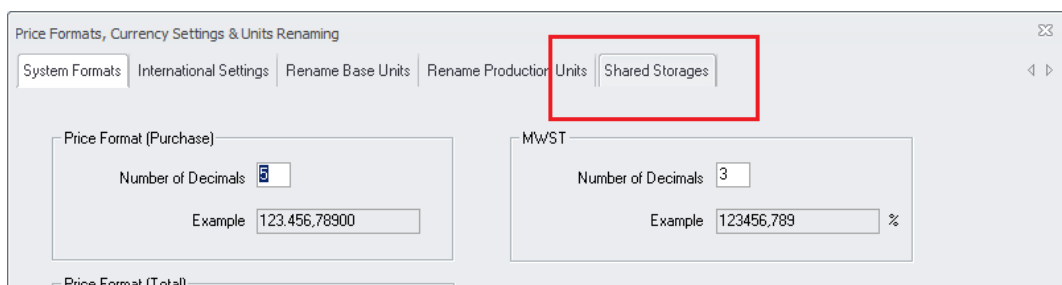 Price Formats, Currency Settings & Units Renaming
System Formats International Settings Rename Base Units Rename Production Units Shared Storages
Price Format (Purchase)
Number of Decimals 5
Example 123.456,78900
MWST
Number of Decimals 3
Example 123456,789 %
Price Format (Total)